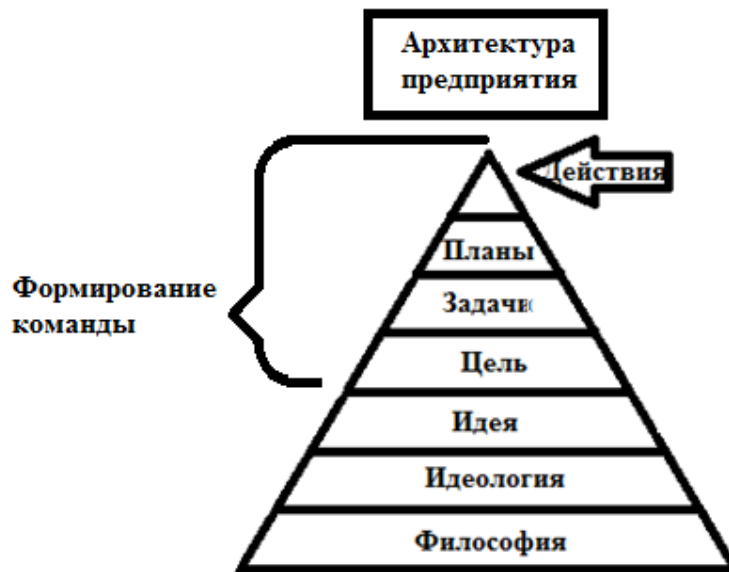 Архитектура
предприятия
Действия
Планы
Формирование
команды
Задачи
Цель
Идея
Идеология
Философия